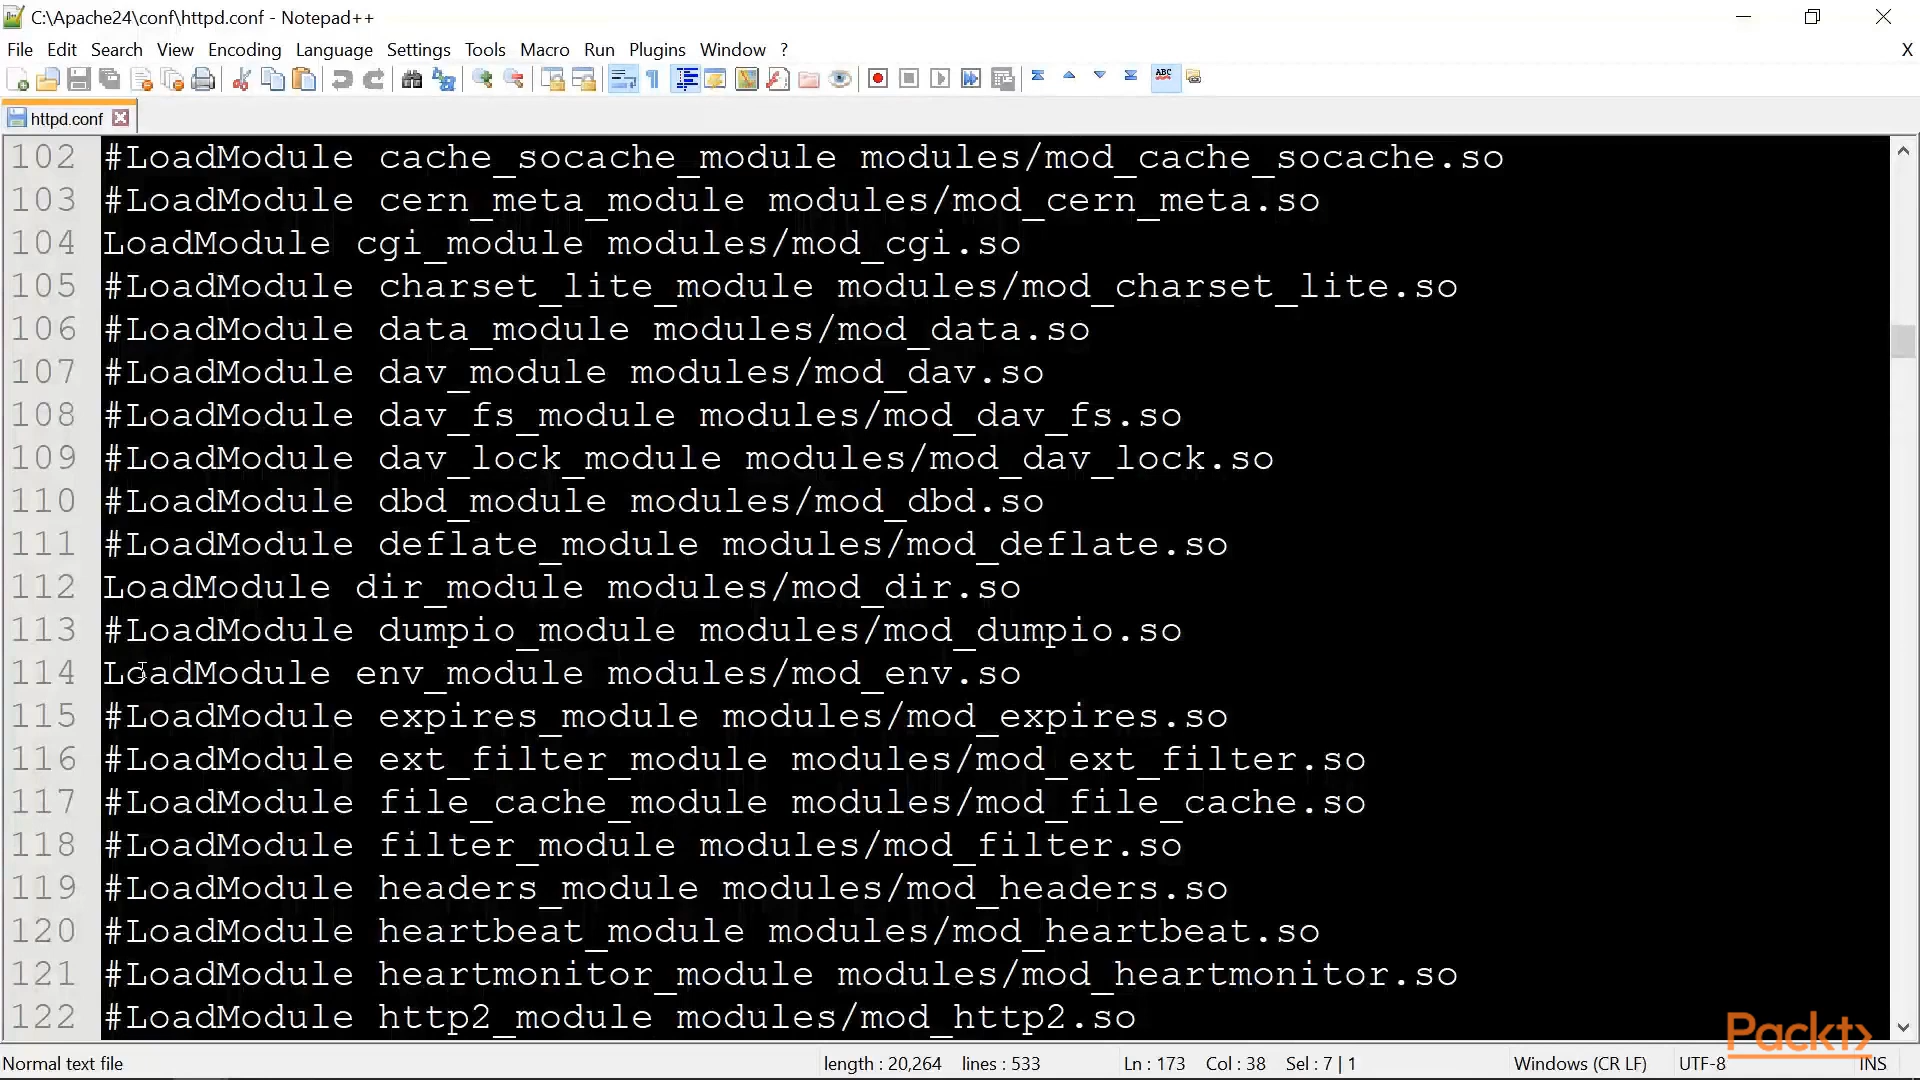 C:\Apache24\conf\httpd.conf - Notepad++
File Edit Search View Encoding Language Settings Tools Macro Run Plugins Window ? X
ABC
httpd.conf
102 #LoadModule cache_socache_module modules/mod_cache_socache.so
103 #LoadModule cern_meta_module modules/mod_cern_meta.so
104 LoadModule cgi_module modules/mod_cgi.so
105 #LoadModule charset_lite_module modules/mod_charset_lite.so
106 #LoadModule data_module modules/mod_data.so
107 #LoadModule dav_module modules/mod_dav.so
108 #LoadModule dav_fs_module modules/mod_dav_fs.so
109 #LoadModule dav_lock_module modules/mod_dav_lock.so
110 #LoadModule dbd_module modules/mod_dbd.so
111 #LoadModule deflate_module modules/mod_deflate.so
112 LoadModule dir_module modules/mod_dir.so
113 #LoadModule dumpio_module modules/mod_dumpio.so
114 LoadModule env_module modules/mod_env.so
115 #LoadModule expires_module modules/mod_expires.so
116 #LoadModule ext_filter_module modules/mod_ext_filter.so
117 #LoadModule file_cache_module modules/mod_file_cache.so
118 #LoadModule filter_module modules/mod_filter.so
119 #LoadModule headers_module modules/mod_headers.so
120 #LoadModule heartbeat_module modules/mod_heartbeat.so
121 #LoadModule heartmonitor_module modules/mod_heartmonitor.so
122 #LoadModule http2_module modules/mod_http2.so
Packt>
Normal text file length : 20,264 lines : 533 Ln : 173 Col : 38 Sel : 7 | 1 Windows (CR LF) UTF-8 INS